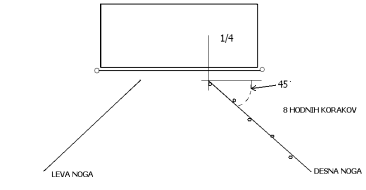 1/4
45°
8 HODNIH KORAKOV
LEVA NOGA
DESNA NOGA